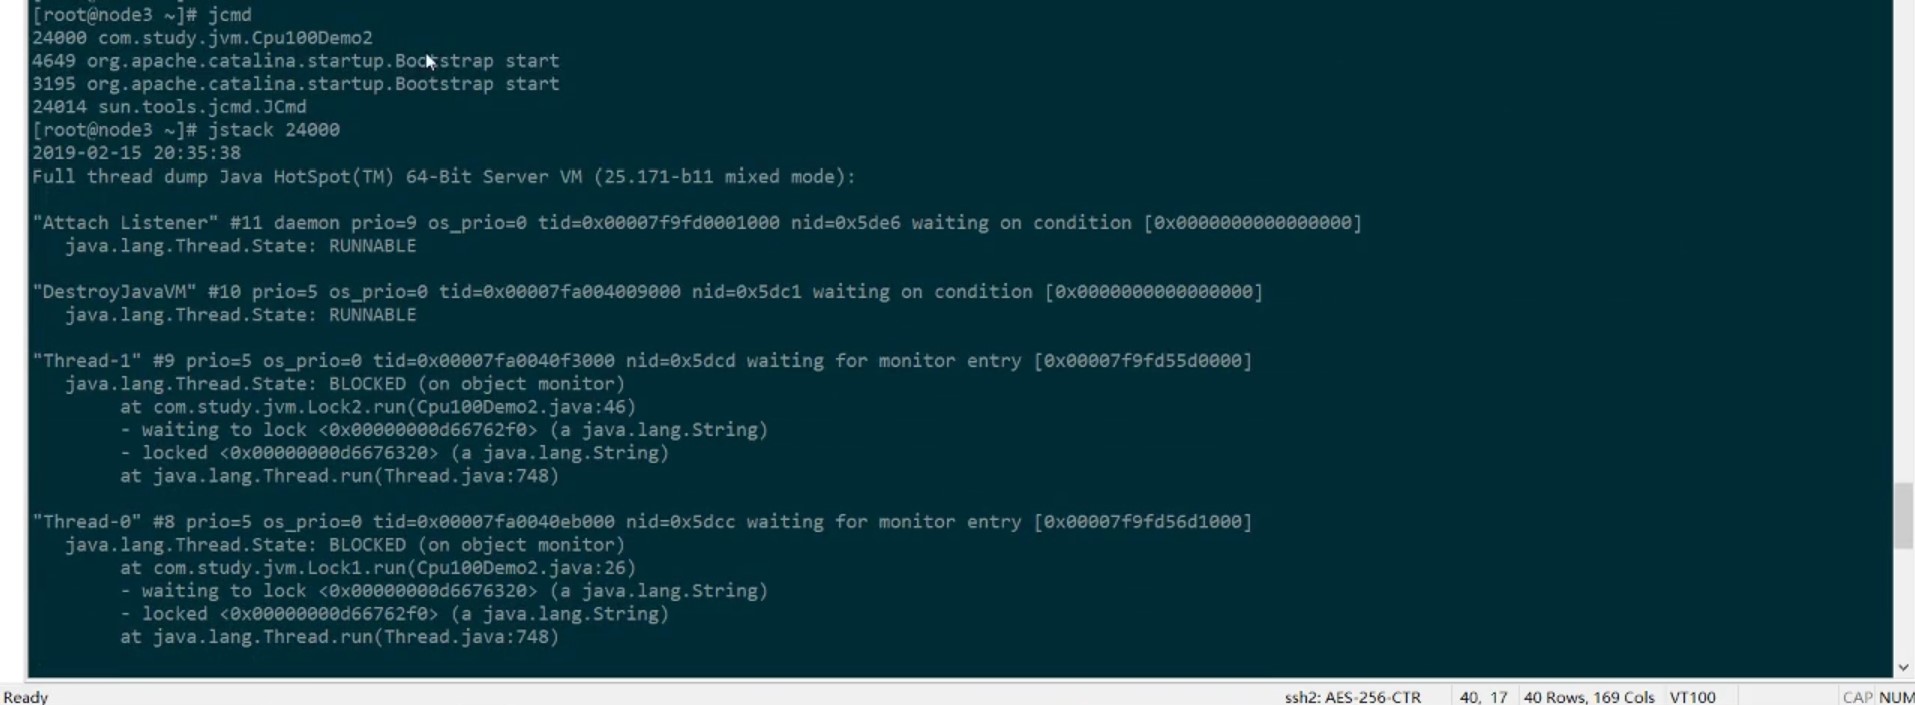 [root@node3 ~]# jcmd
24000 com.study.jvm.Cpu100Demo2
4649 org.apache.catalina.startup.Bootstrap start
3195 org.apache.catalina.startup.Bootstrap start
24014 sun.tools.jcmd.JCmd
[root@node3 ~]# jstack 24000
2019-02-15 20:35:38
Full thread dump Java HotSpot(TM) 64-Bit Server VM (25.171-b11 mixed mode):
"Attach Listener" #11 daemon prio=9 os_prio=0 tid=0x00007f9fd0001000 nid=0x5de6 waiting on condition [0x0000000000000000]
java.lang.Thread.State: RUNNABLE
"DestroyJavaVM" #10 prio=5 os_prio=0 tid=0x00007fa004009000 nid=0x5dc1 waiting on condition [0x0000000000000000]
java.lang.Thread.State: RUNNABLE
"Thread-1" #9 prio=5 os_prio=0 tid=0x00007fa0040f3000 nid=0x5dcd waiting for monitor entry [0x00007f9fd55d0000]
java.lang.Thread.State: BLOCKED (on object monitor)
at com.study.jvm.Lock2.run(Cpu100Demo2.java:46)
- waiting to lock <0x00000000d66762f0> (a java.lang.String)
- locked <0x00000000d6676320> (a java.lang.String)
at java.lang.Thread.run(Thread.java:748)
"Thread-0" #8 prio=5 os_prio=0 tid=0x00007fa0040eb000 nid=0x5dcc waiting for monitor entry [0x00007f9fd56d1000]
java.lang.Thread.State: BLOCKED (on object monitor)
at com.study.jvm.Lock1.run(Cpu100Demo2.java:26)
- waiting to lock <0x00000000d6676320> (a java.lang.String)
- locked <0x00000000d66762f0> (a java.lang.String)
at java.lang.Thread.run(Thread.java:748)
Ready ssh2: AES-256-CTR 40, 17 40 Rows, 169 Cols VT100 CAP NUM